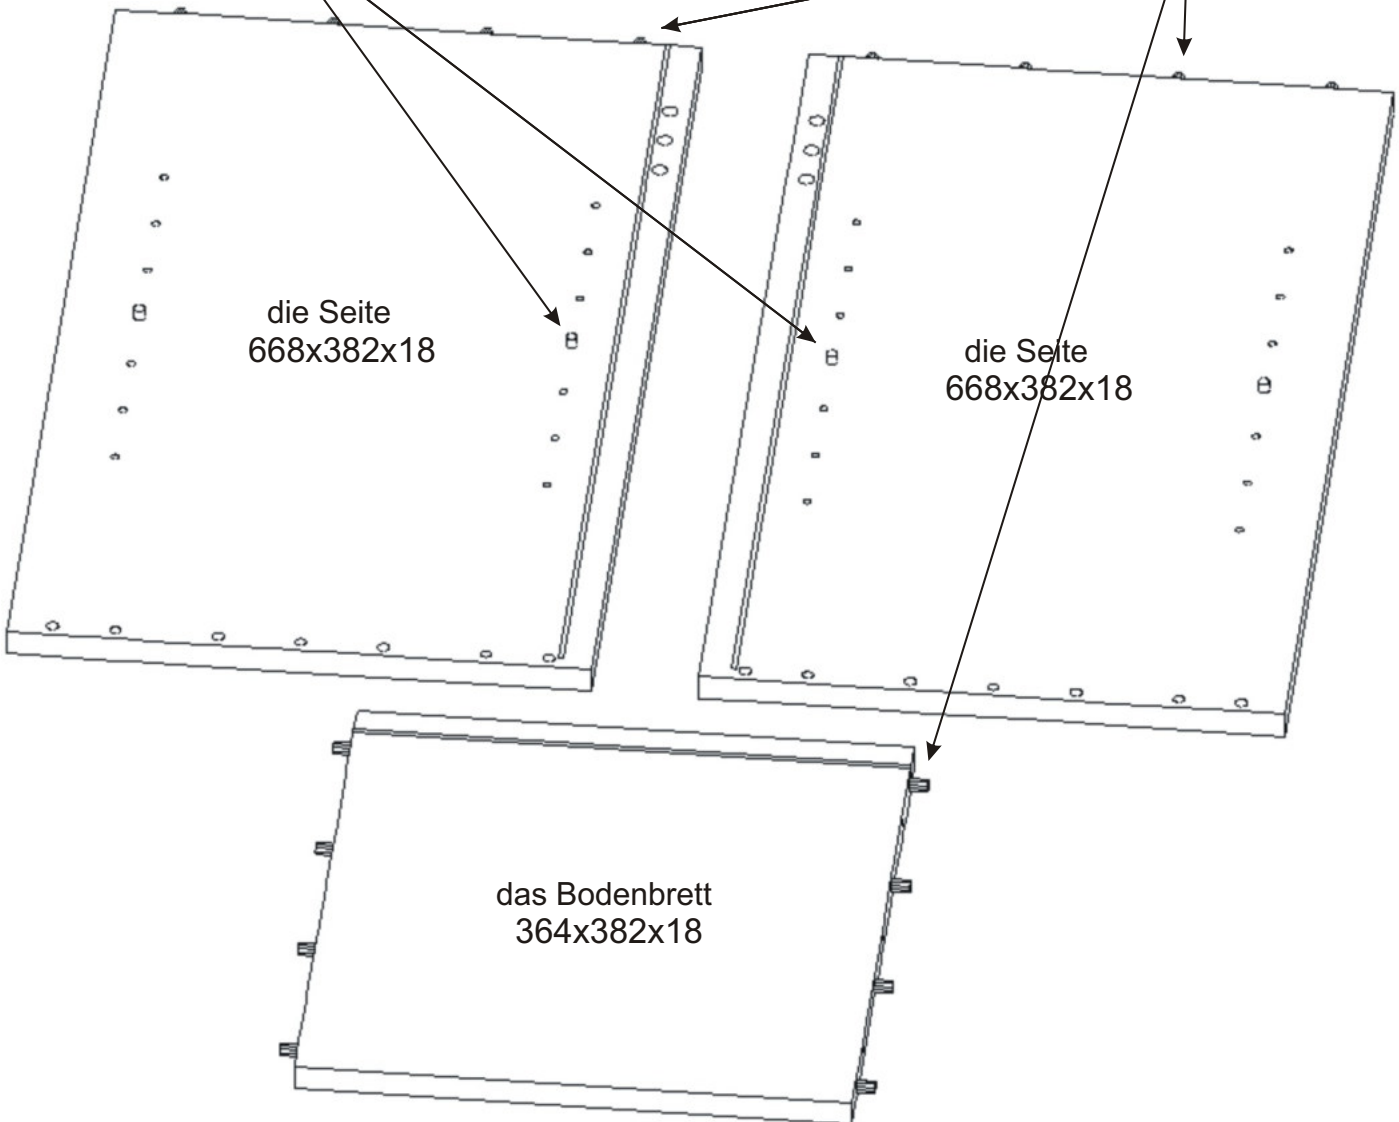 die Seite
668x382x18
die Seite
668x382x18
das Bodenbrett
364x382x18